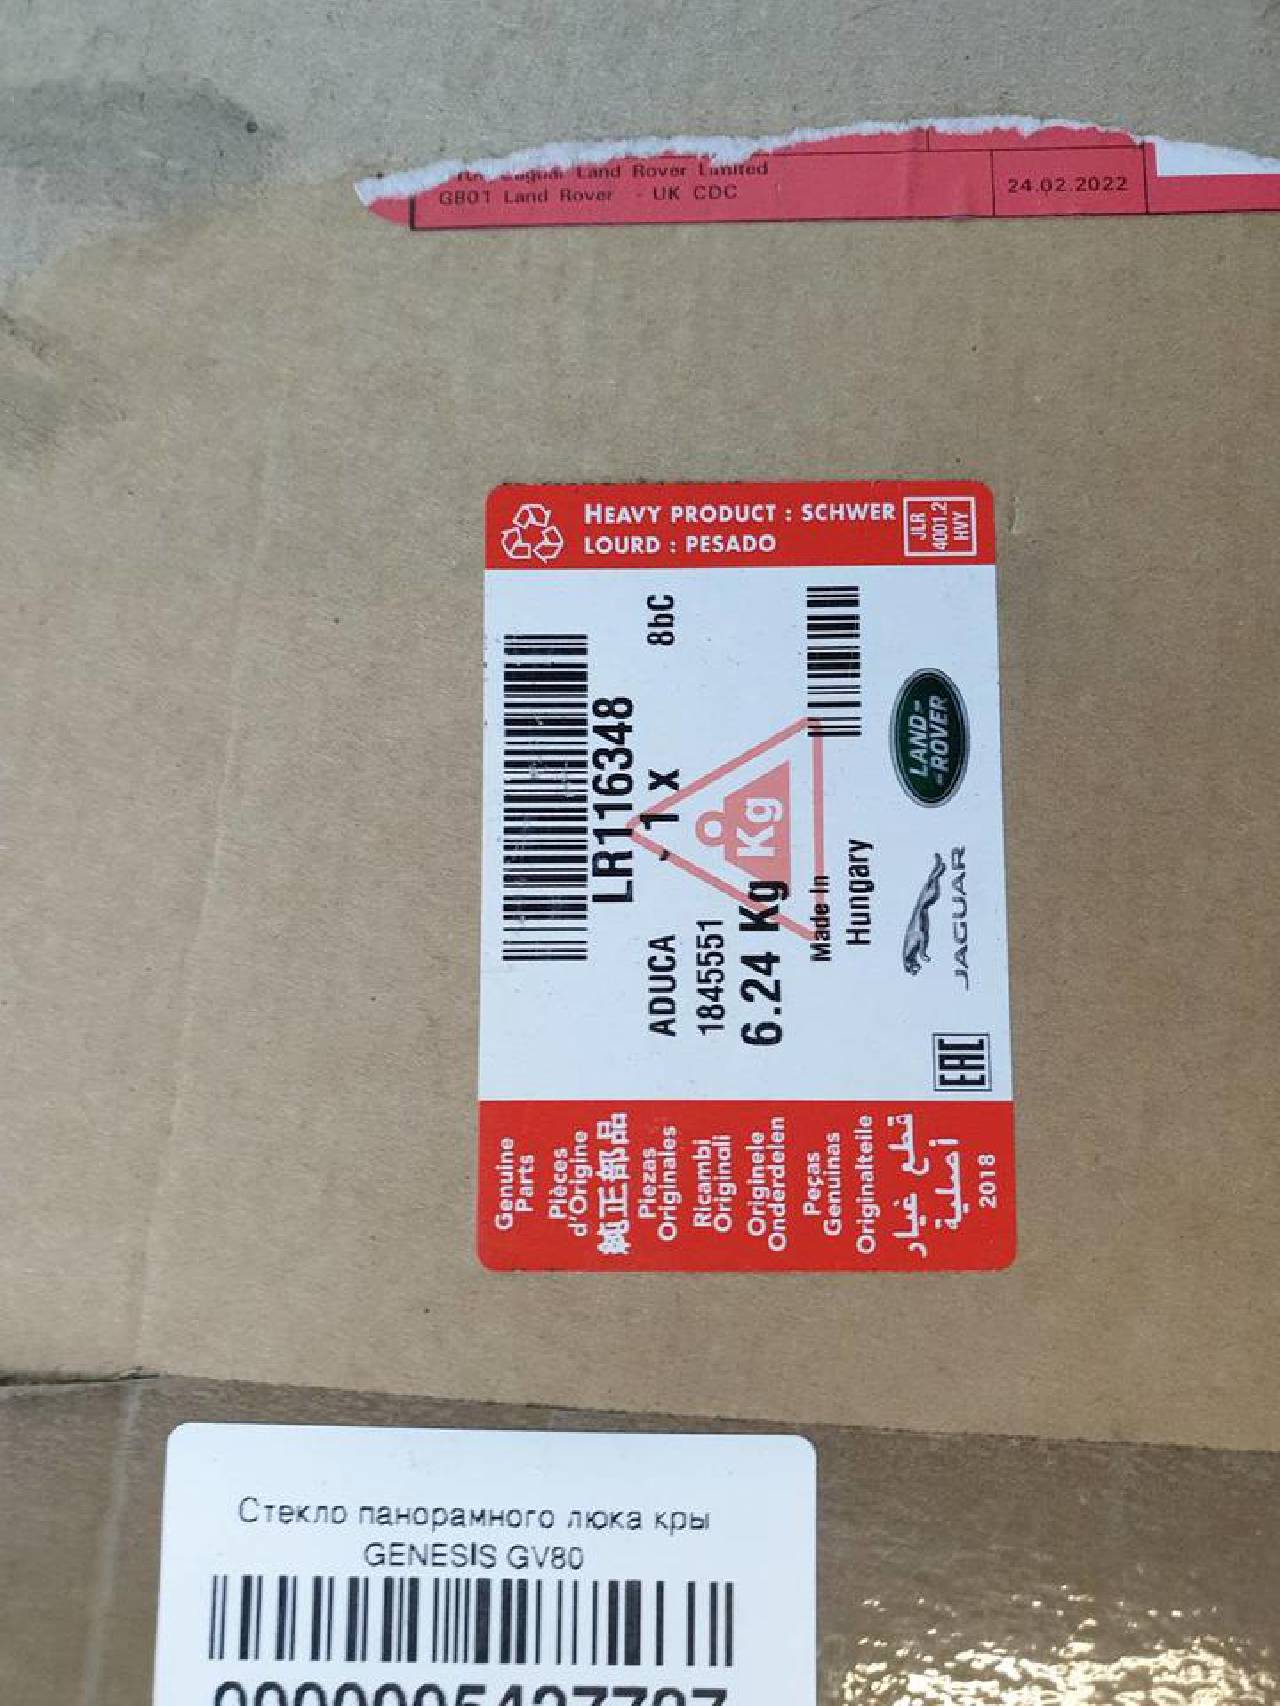 Jaguar Land Rover Limited
GB01 Land Rover - UK CDC
24.02.2022
HEAVY PRODUCT : SCHWER
LOURD : PESADO
JLR
4001.2
HVY
LR116348
ADUCA - 1 X 8bC
1845551
6.24 Kg
Kg
Made In
Hungary
LAND-
-ROVER
JAGUAR
EAC
Genuine
Parts
Pièces
d'Origine
純正部品
Piezas
Originales
Ricambi
Originali
Originele
Onderdelen
Peças
Genuinas
Originalteile
قطع غيار
أصلية
2018
Стекло панорамного люка кры
GENESIS GV80